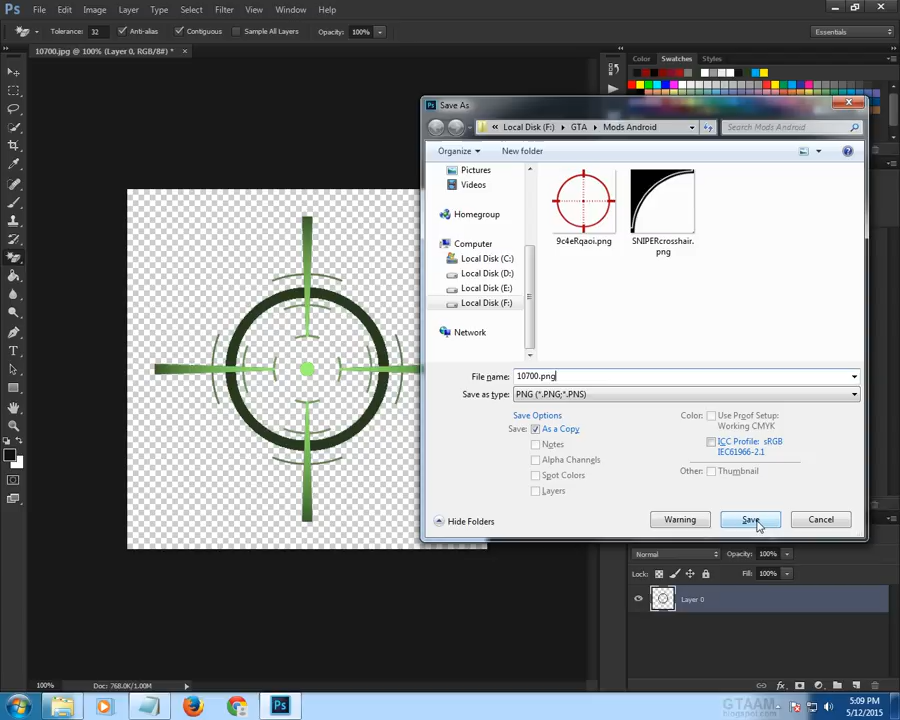 Ps File Edit Image Layer Type Select Filter View Window Help
Tolerance: 32 Anti-alias Contiguous Sample All Layers Opacity: 100% Essentials
10700.jpg @ 100% (Layer 0, RGB/8#) *
Color Swatches Styles
Save As
Local Disk (F:) GTA Mods Android Search Mods Android
Organize New folder
Pictures
Videos
Homegroup
Computer
Local Disk (C:)
Local Disk (D:)
Local Disk (E:)
Local Disk (F:)
Network
9c4eRqaoi.png
SNIPERcrosshair.
png
File name: 10700.png
Save as type: PNG (*.PNG;*.PNS)
Save Options
Save: As a Copy
Notes
Alpha Channels
Spot Colors
Layers
Color: Use Proof Setup:
Working CMYK
ICC Profile: sRGB
IEC61966-2.1
Other: Thumbnail
Hide Folders Warning Save Cancel
Normal Opacity: 100%
Lock: Fill: 100%
Layer 0
100% Doc: 768.0K/1.00M
GTAAM
blogspot.com
5:09 PM
5/12/2015